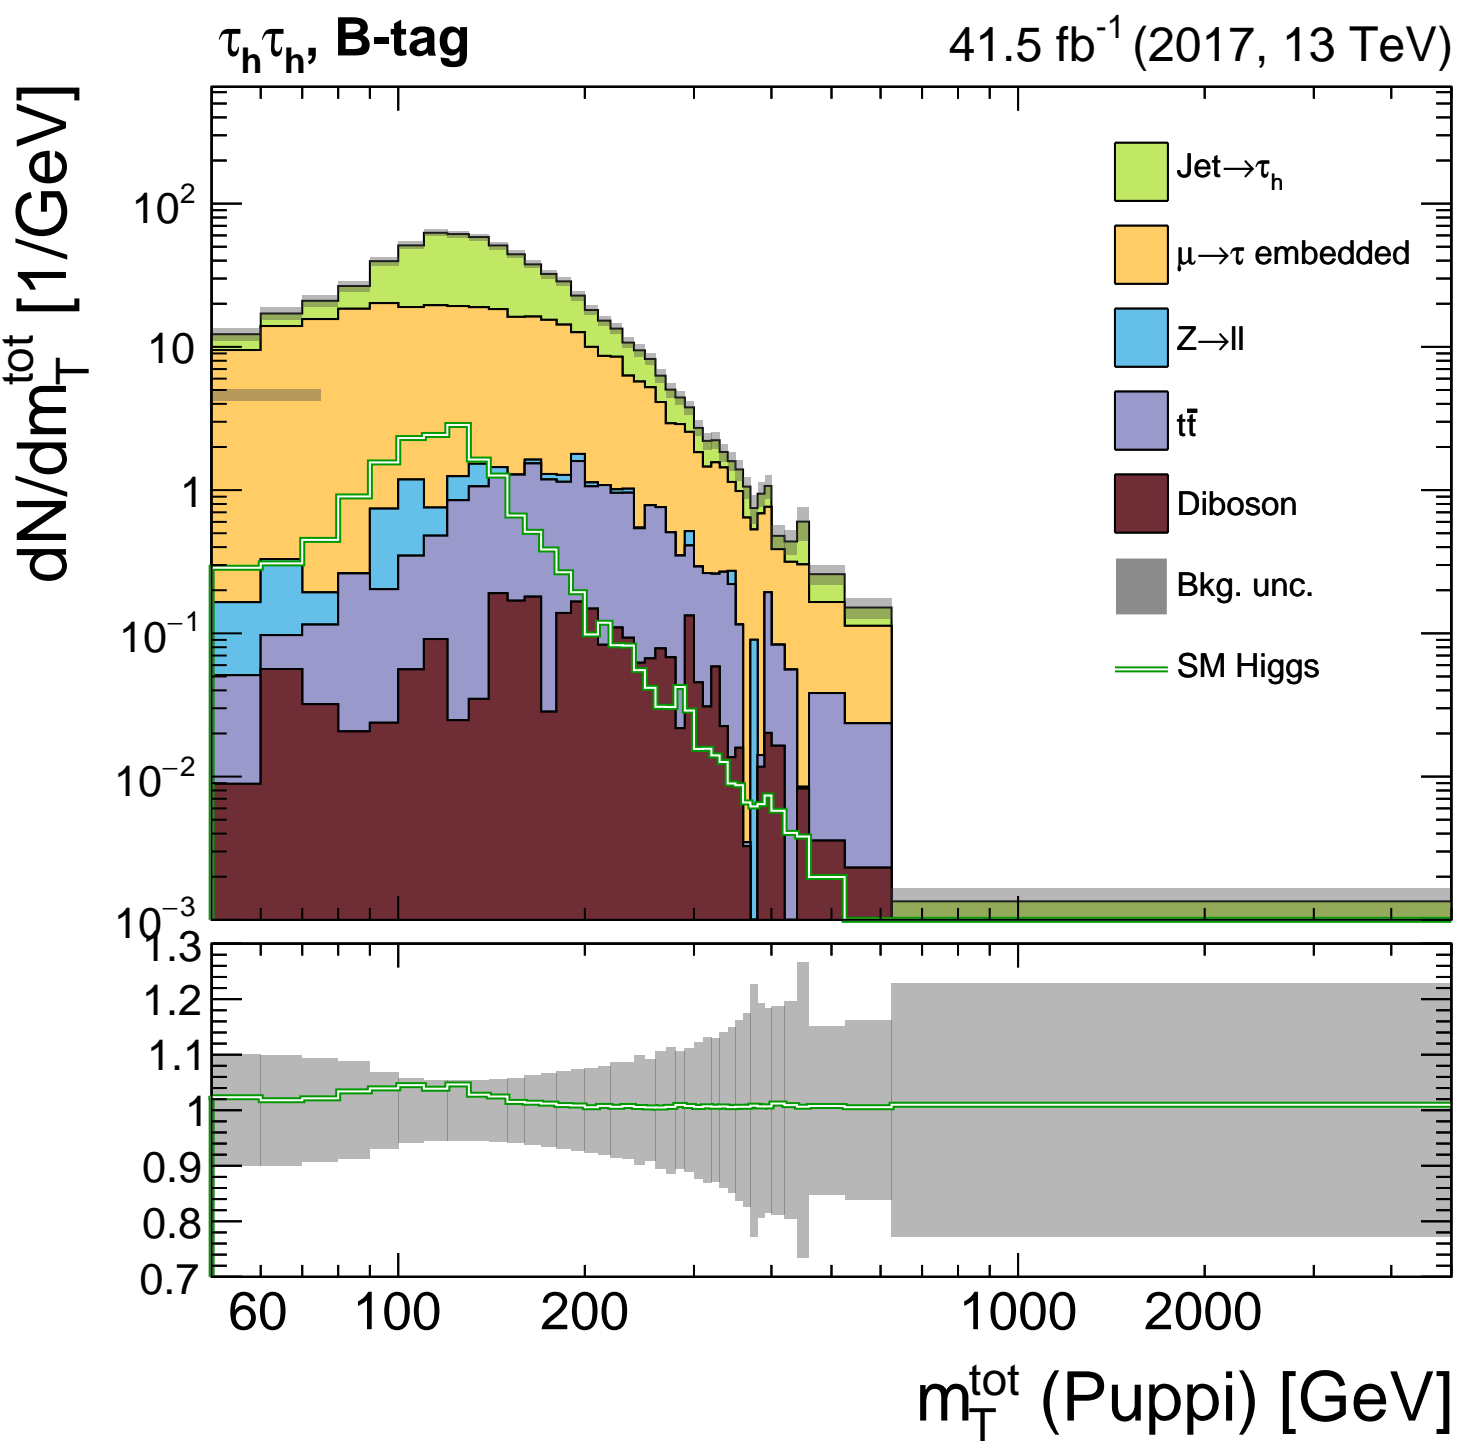 τhτh, B-tag
41.5 fb-1 (2017, 13 TeV)
dN/dmTtot [1/GeV]
10²
10
1
10−1
10−2
10−3
Jet→τh
μ→τ embedded
Z→ll
tt̄
Diboson
Bkg. unc.
SM Higgs
1.3
1.2
1.1
1
0.9
0.8
0.7
60 100 200 1000 2000
mTtot (Puppi) [GeV]